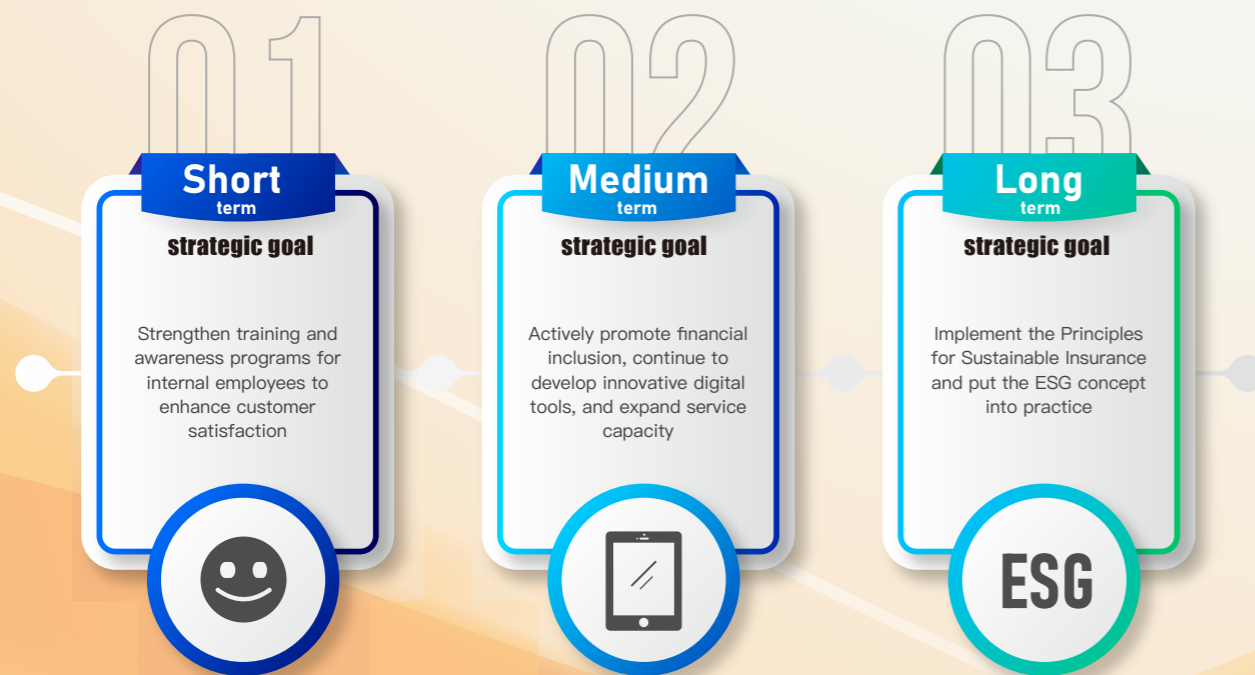 01
Short
term
strategic goal
Strengthen training and
awareness programs for
internal employees to
enhance customer
satisfaction
02
Medium
term
strategic goal
Actively promote financial
inclusion, continue to
develop innovative digital
tools, and expand service
capacity
03
Long
term
strategic goal
Implement the Principles
for Sustainable Insurance
and put the ESG concept
into practice
ESG